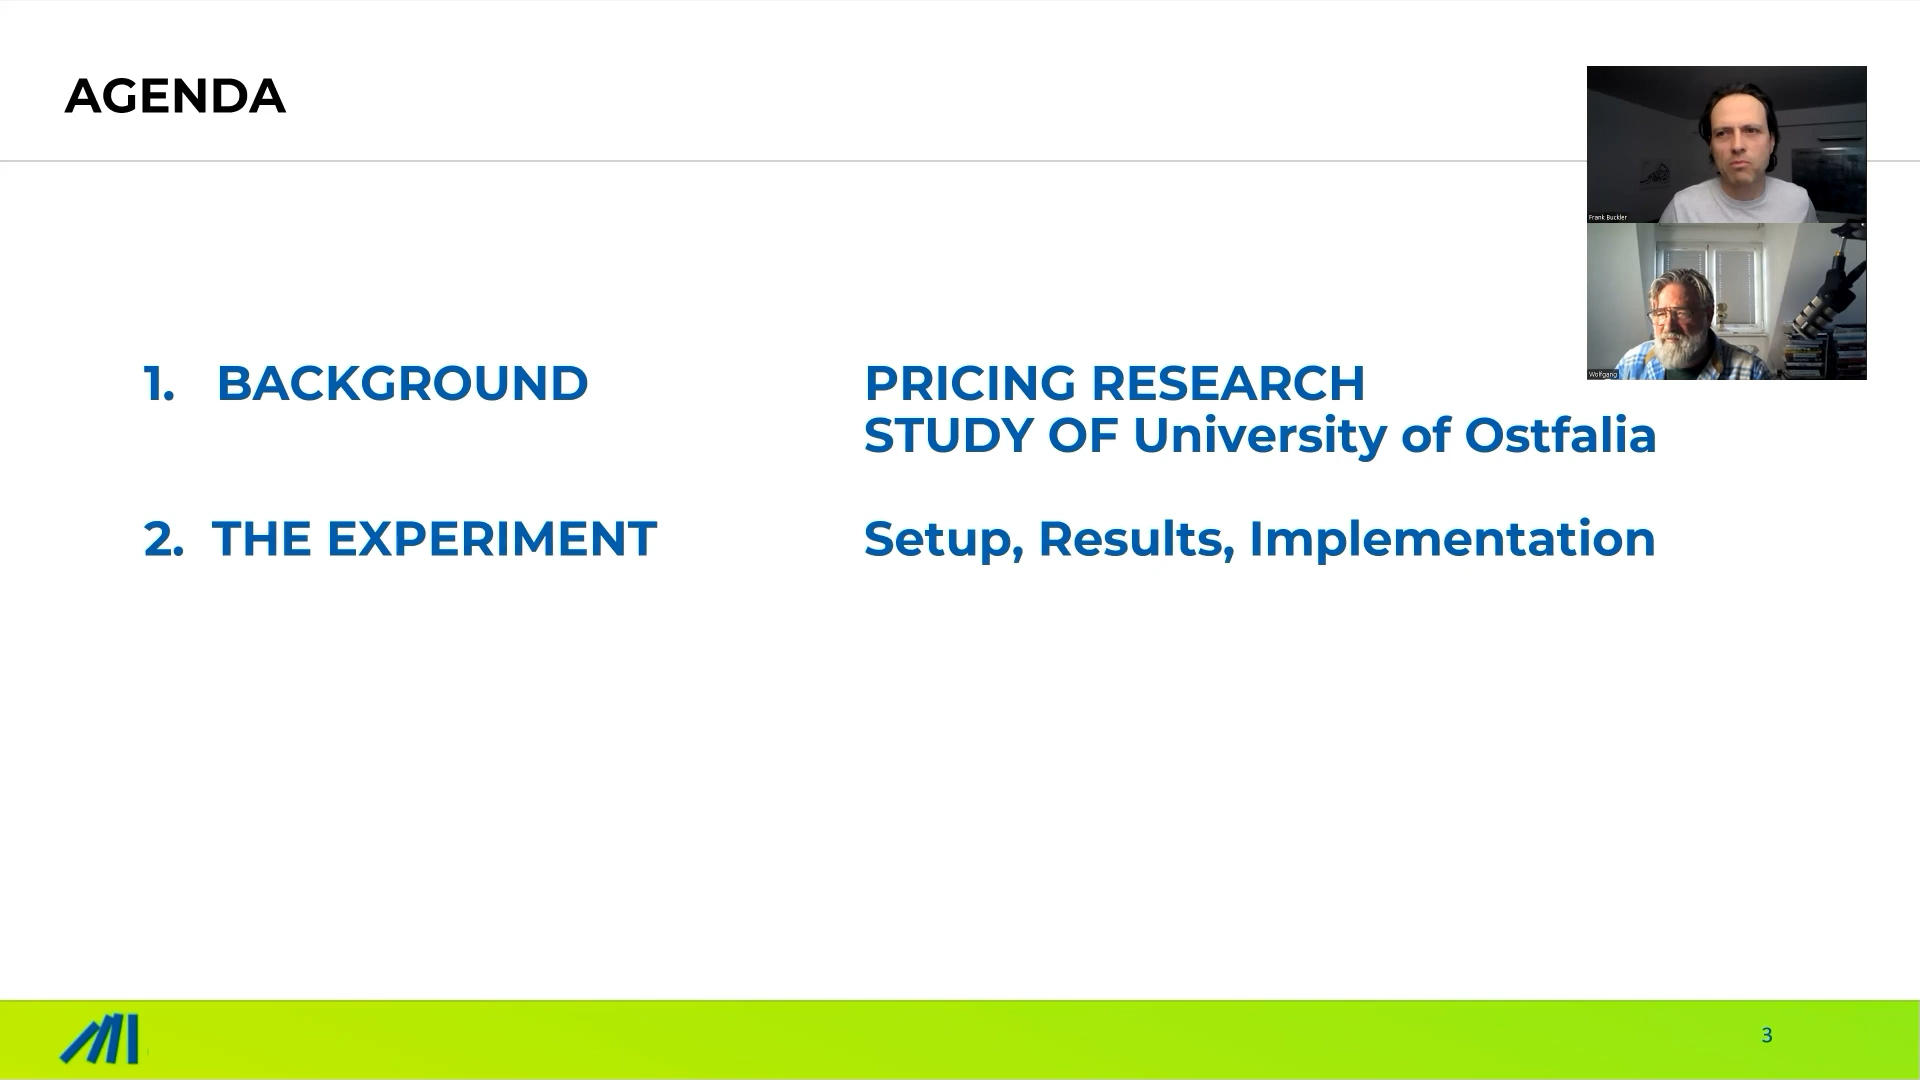 AGENDA
Frank Buckler
Wolfgang
1. BACKGROUND PRICING RESEARCH
STUDY OF University of Ostfalia
2. THE EXPERIMENT Setup, Results, Implementation
3